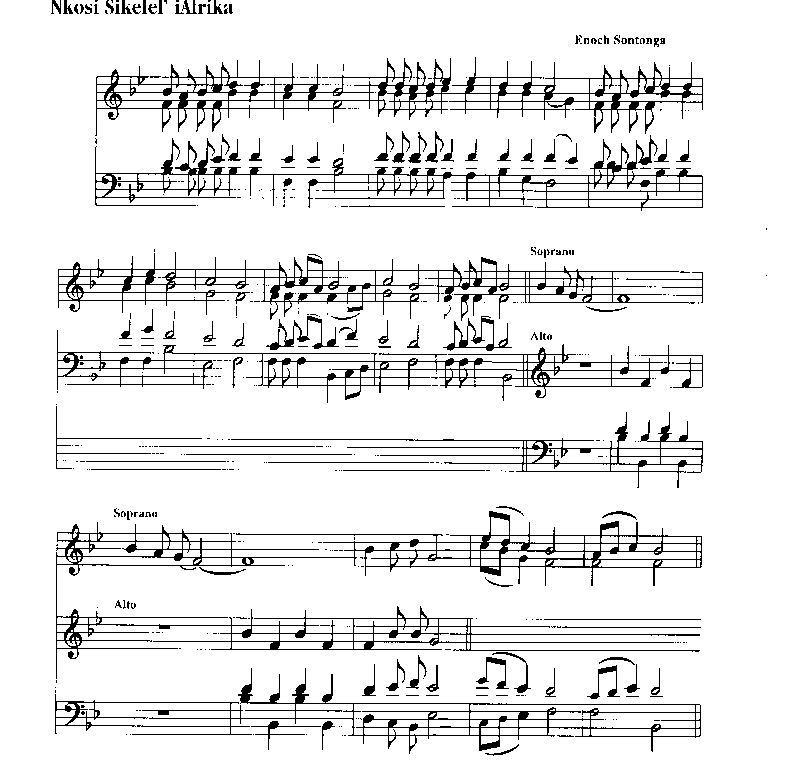 Nkosi Sikelel' iAfrika
Enoch Sontonga
Soprano
Alto
Soprano
Alto